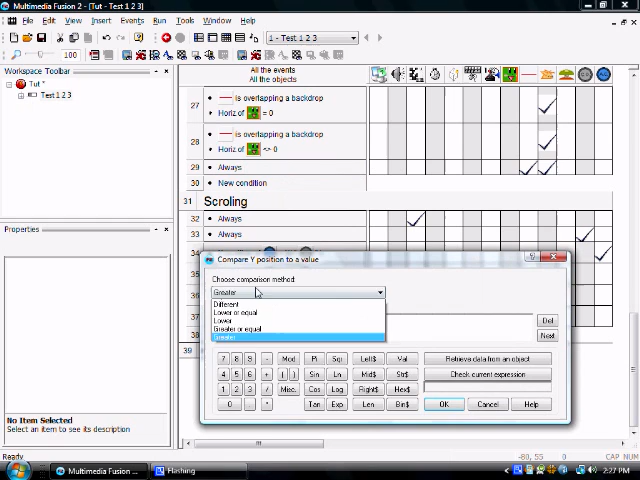 Multimedia Fusion 2 - [Tut - Test 1 2 3]
File Edit View Insert Events Run Tools Window Help
1 - Test 1 2 3
100
Workspace Toolbar
Tut *
Test 1 2 3
All the events
All the objects
27
is overlapping a backdrop
Horiz of = 0
28
is overlapping a backdrop
Horiz of <> 0
29 Always
30 New condition
31 Scroling
32 Always
33 Always
34
Properties
No Item Selected
Select an item to see its description
Compare Y position to a value
Choose comparison method:
Greater
Different
Lower or equal
Lower
Greater or equal
Greater
Del
Next
7 8 9 - Mod Pi Sqr Left$ Val Retrieve data from an object
4 5 6 + ( ) Sin Ln Mid$ Str$ Check current expression
1 2 3 / Misc. Cos Log Right$ Hex$
0 . * Tan Exp Len Bin$ OK Cancel Help
38
39
Ready
-80, 55 0 CAP NUM
Multimedia Fusion 2 - ... Flashing 2:27 PM